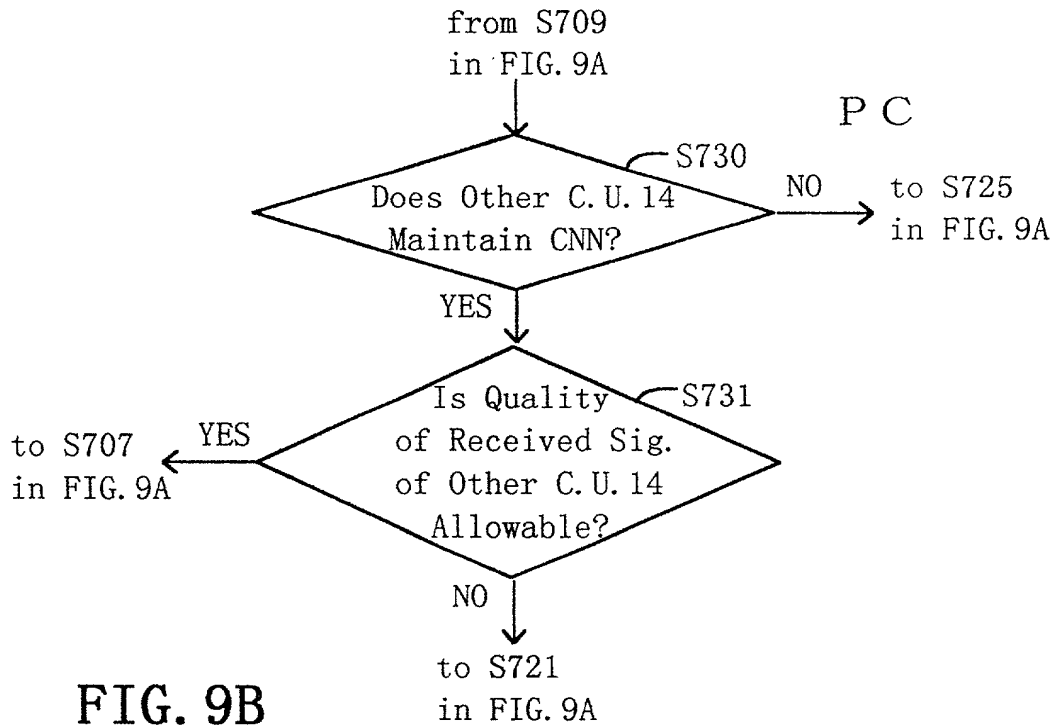 from S709
in FIG. 9A
P C
S730
Does Other C. U. 14
Maintain CNN?
NO
to S725
in FIG. 9A
YES
S731
Is Quality
of Received Sig.
of Other C. U. 14
Allowable?
YES
to S707
in FIG. 9A
NO
to S721
in FIG. 9A
FIG. 9B